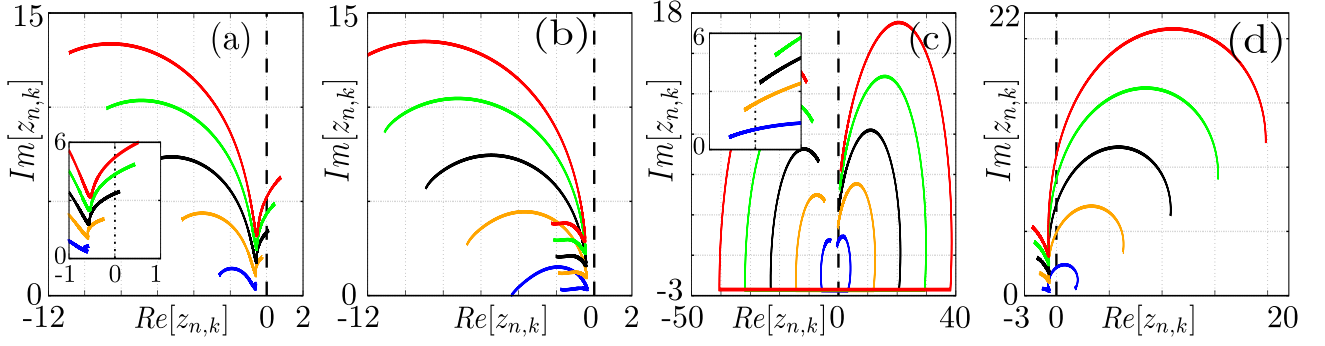 15
(a)
Im[z_{n,k}]
6
0
-1
0
1
0
-12
Re[z_{n,k}]
0
2
15
(b)
Im[z_{n,k}]
0
-12
Re[z_{n,k}]
0
2
18
(c)
Im[z_{n,k}]
6
0
-3
-50
Re[z_{n,k}]
0
40
22
(d)
Im[z_{n,k}]
0
-3
0
Re[z_{n,k}]
20